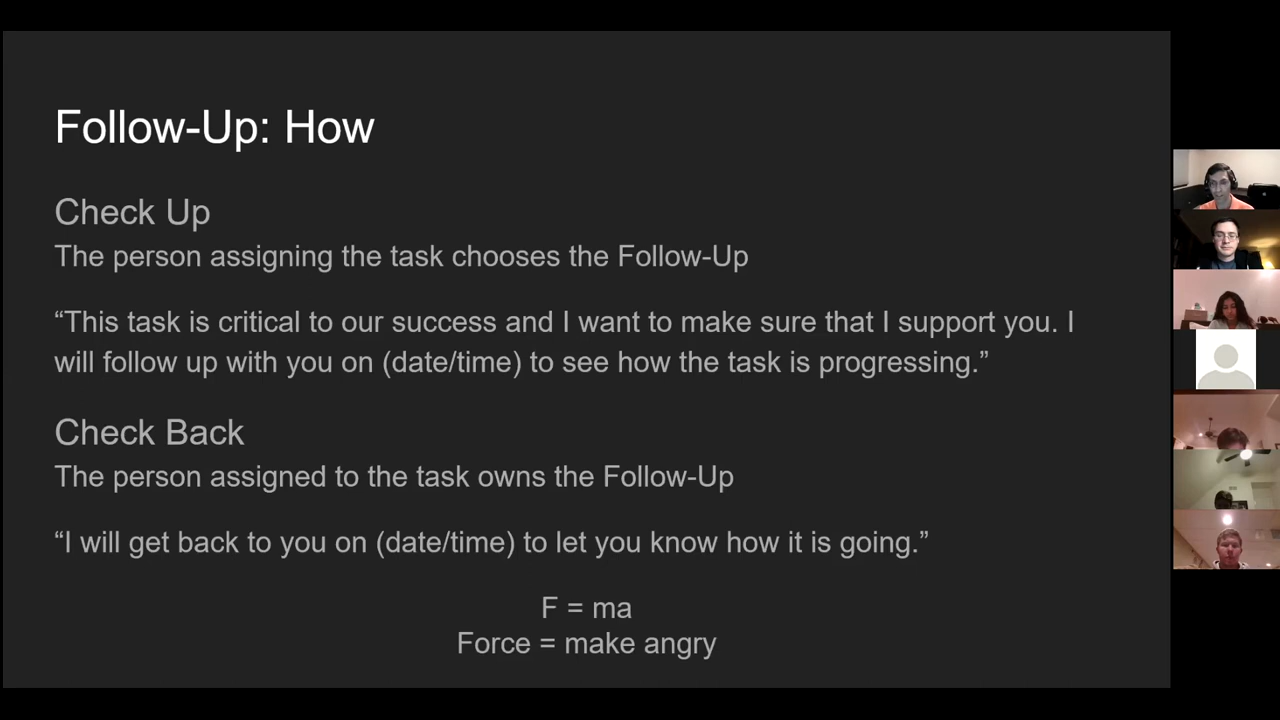 Follow-Up: How
Check Up
The person assigning the task chooses the Follow-Up
“This task is critical to our success and I want to make sure that I support you. I
will follow up with you on (date/time) to see how the task is progressing.”
Check Back
The person assigned to the task owns the Follow-Up
“I will get back to you on (date/time) to let you know how it is going.”
F = ma
Force = make angry